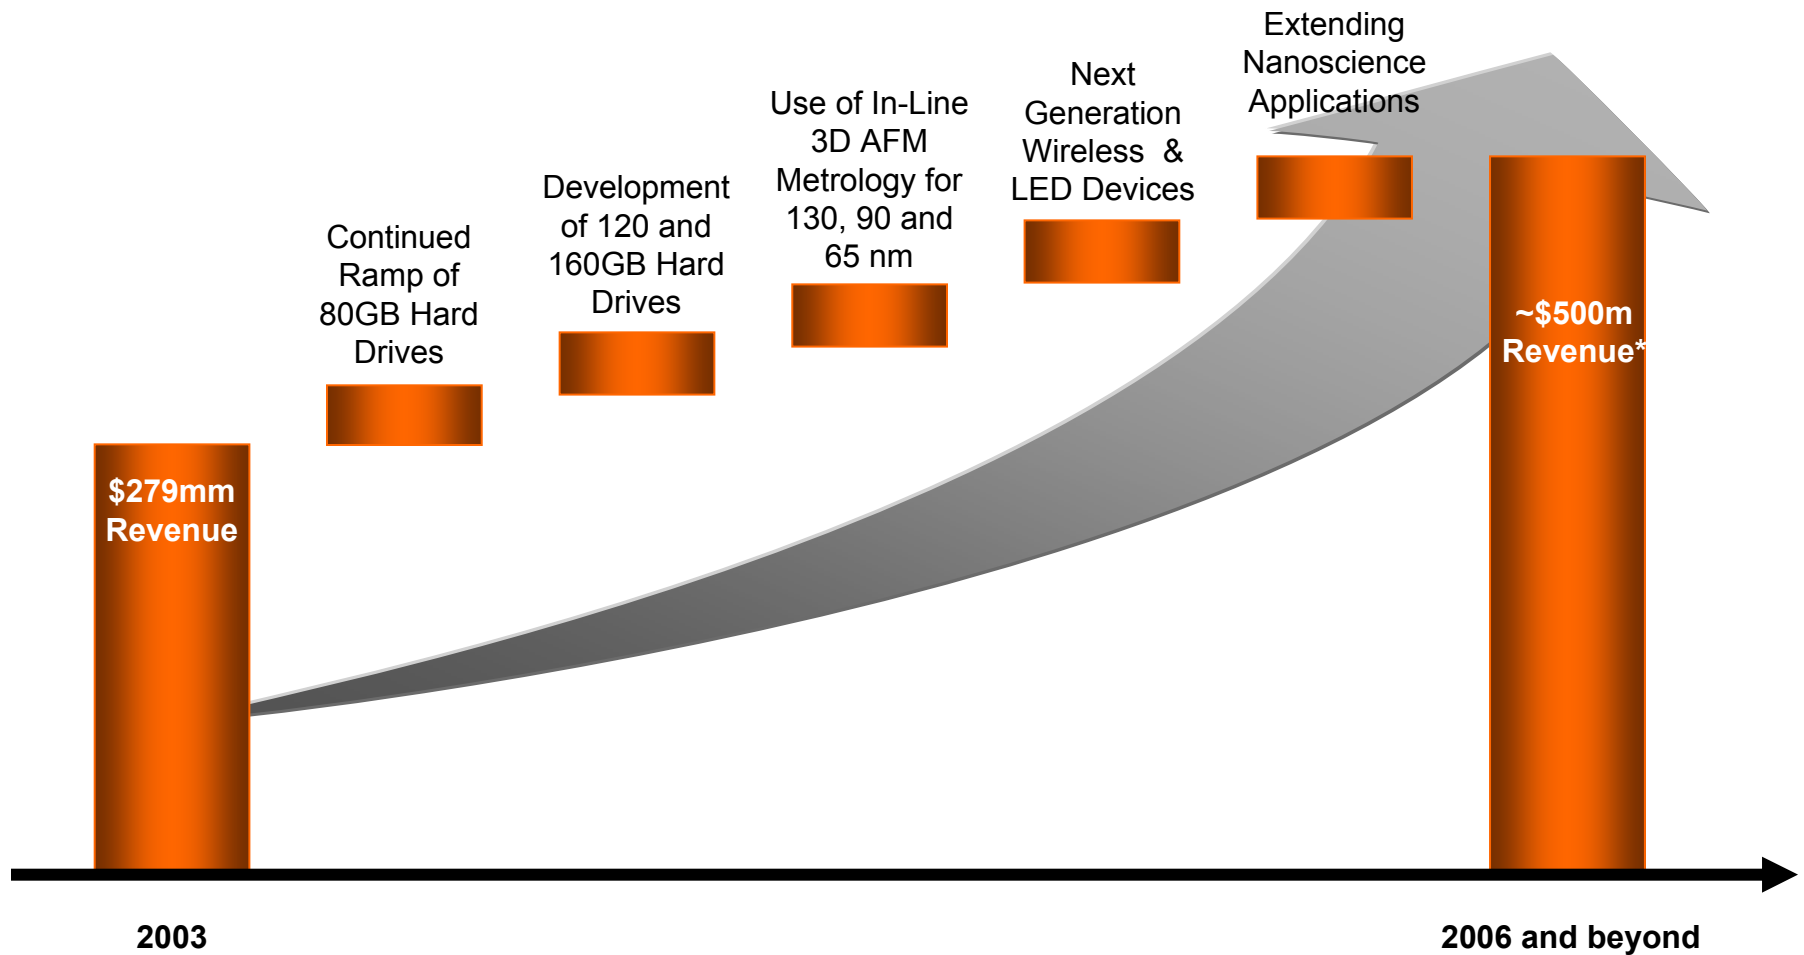 Continued
Ramp of
80GB Hard
Drives
Development
of 120 and
160GB Hard
Drives
Use of In-Line
3D AFM
Metrology for
130, 90 and
65 nm
Next
Generation
Wireless  &
LED Devices
Extending
Nanoscience
Applications
$279mm
Revenue
~$500m
Revenue*
2003
2006 and beyond